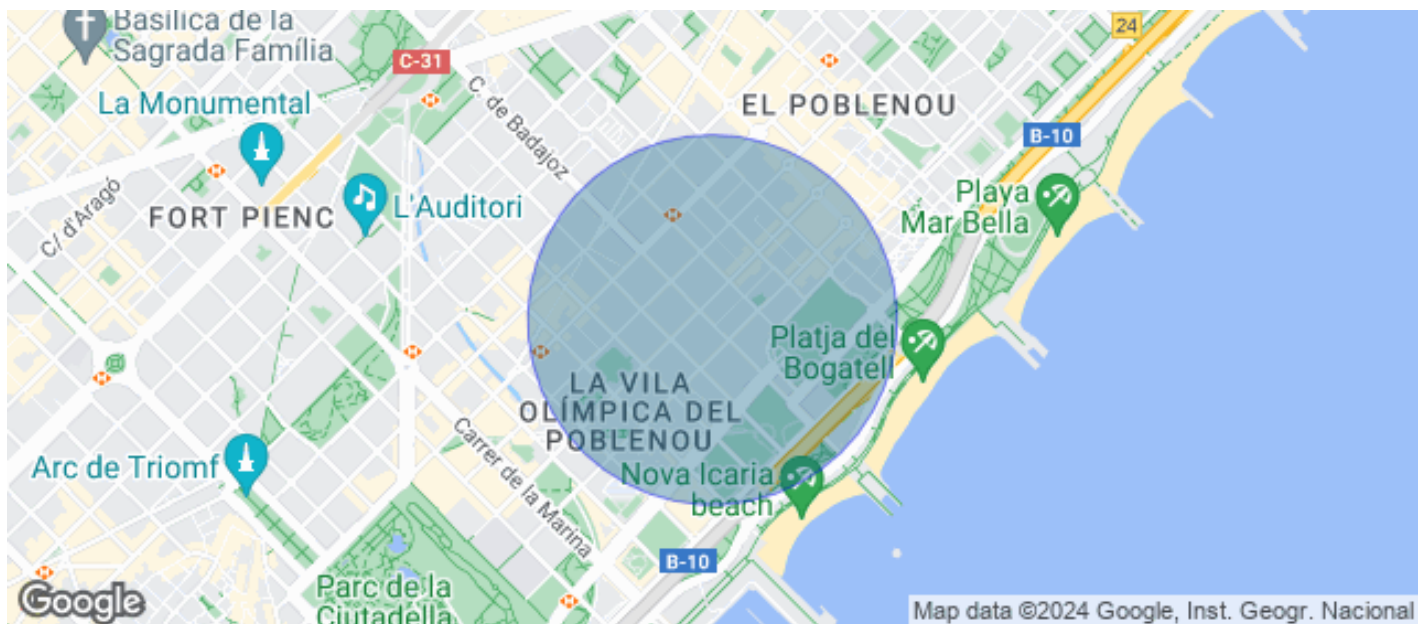 Basílica de la
Sagrada Família
24
C-31
La Monumental
C. de Badajoz
EL POBLENOU
B-10
C/ d'Aragó
Playa
Mar Bella
FORT PIENC
L'Auditori
Platja del
Bogatell
LA VILA
OLÍMPICA DEL
POBLENOU
Carrer de la Marina
Arc de Triomf
Nova Icaria
beach
B-10
Parc de la
Ciutadella
Google
Map data ©2024 Google, Inst. Geogr. Nacional